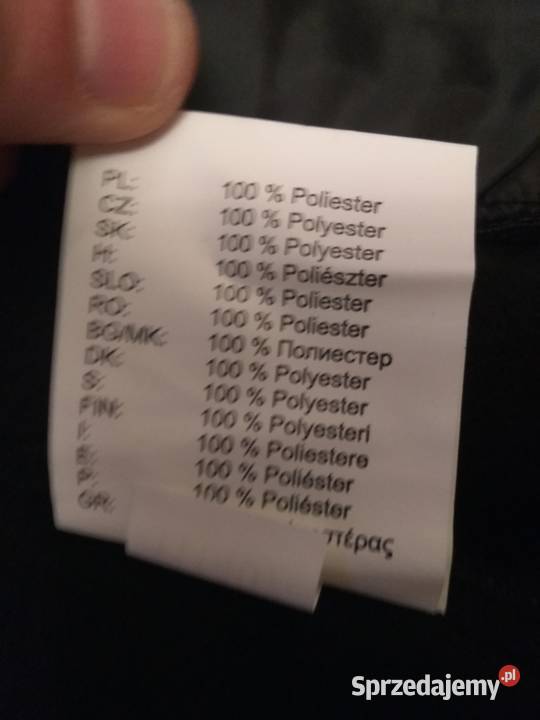 PL: 100 % Poliester
CZ: 100 % Polyester
SK: 100 % Polyester
H: 100 % Poliészter
SLO: 100 % Poliester
RO: 100 % Poliester
BG/MK: 100 % Полиестер
DK: 100 % Polyester
S: 100 % Polyester
FIN: 100 % Polyesteri
I: 100 % Poliestere
E: 100 % Poliéster
P: 100 % Poliéster
GR:
Sprzedajemy.pl